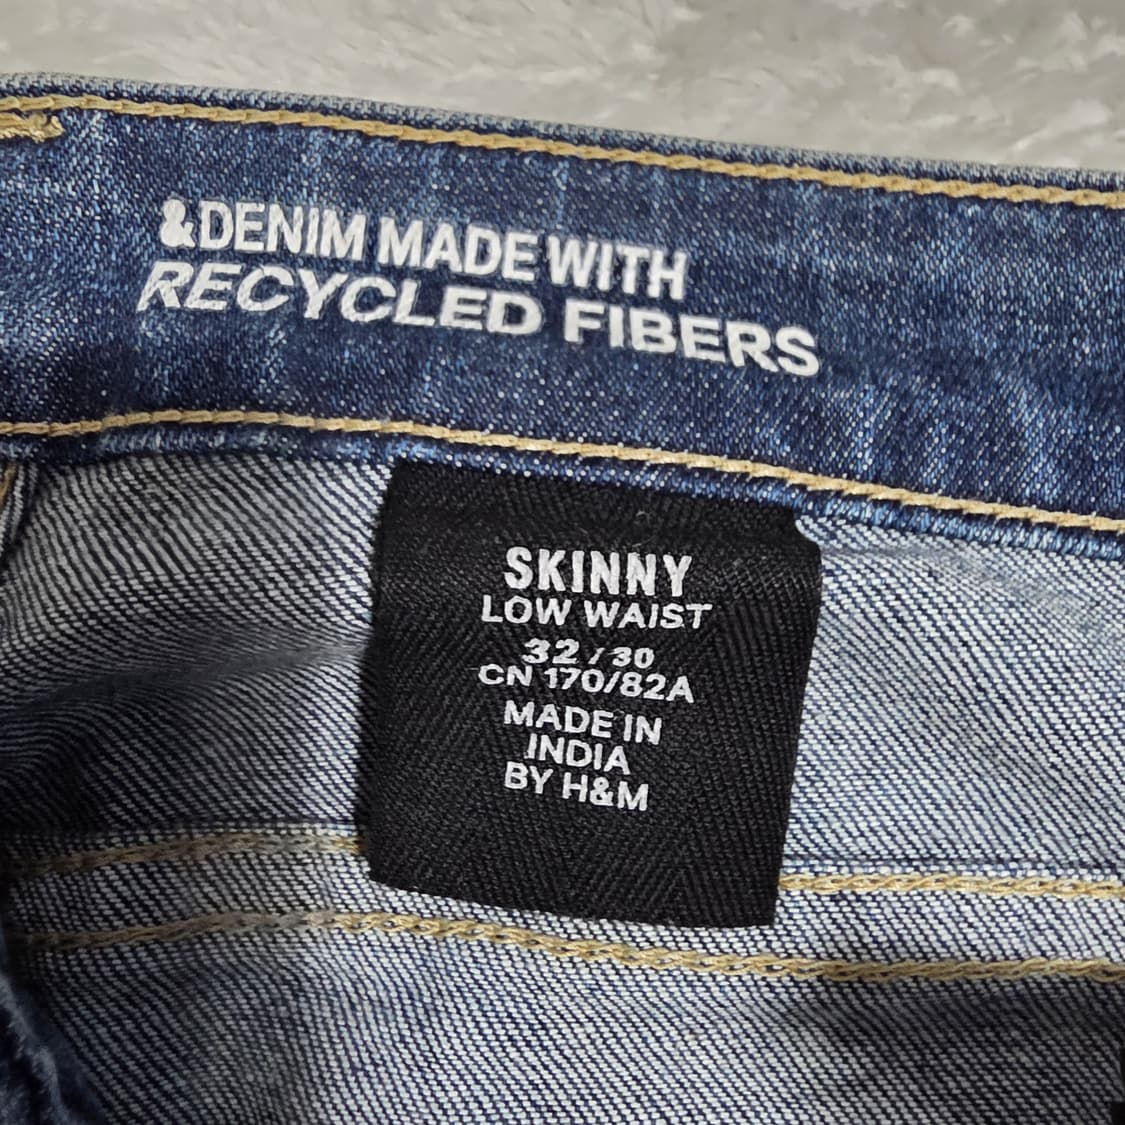 &DENIM MADE WITH
RECYCLED FIBERS
SKINNY
LOW WAIST
32 / 30
CN 170/82A
MADE IN
INDIA
BY H&M